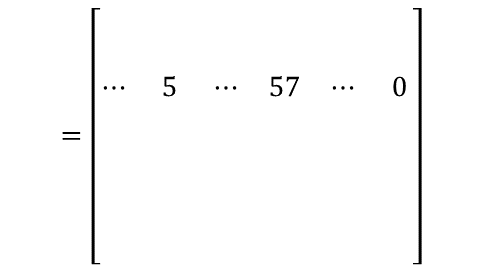 ⋯ 5 ⋯ 57 ⋯ 0
=